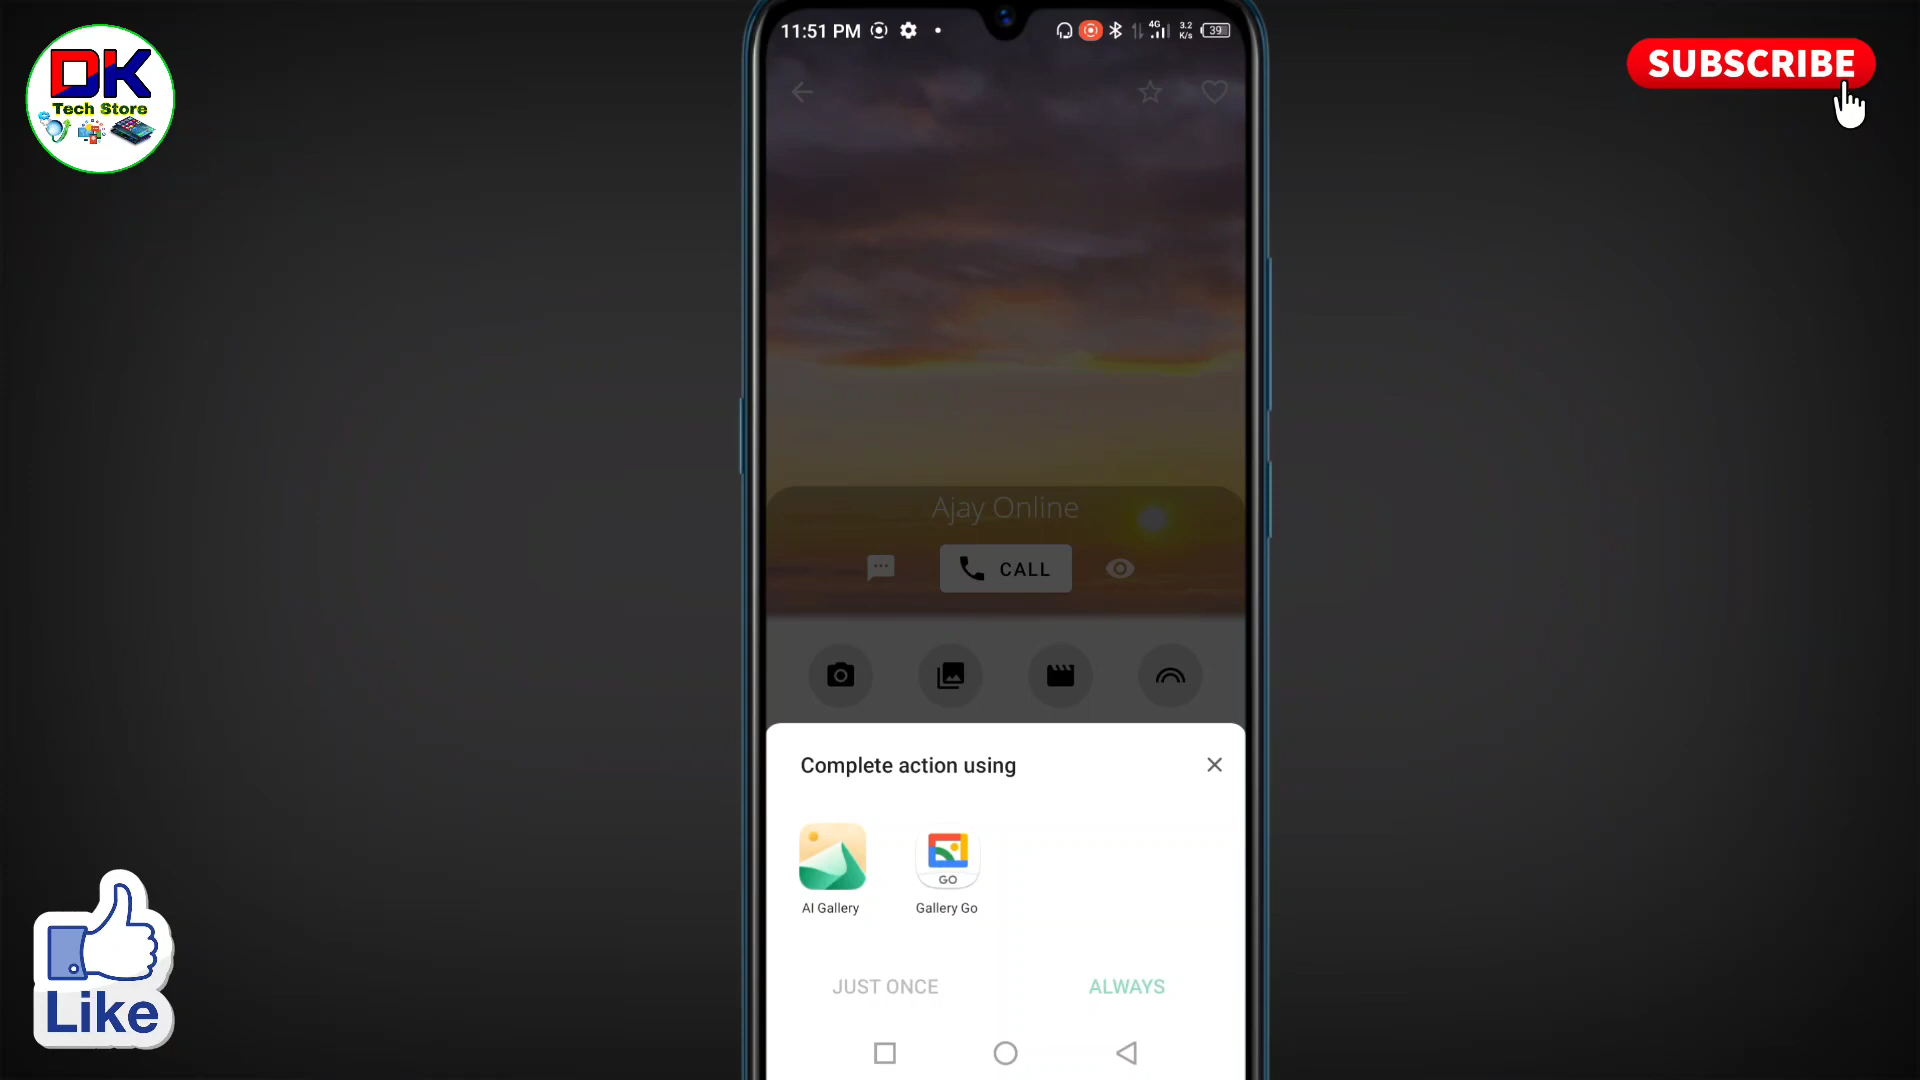 DK
Tech Store
SUBSCRIBE
11:51 PM
4G
3.2
K/s
39
Ajay Online
CALL
Complete action using
GO
AI Gallery
Gallery Go
JUST ONCE
ALWAYS
Like